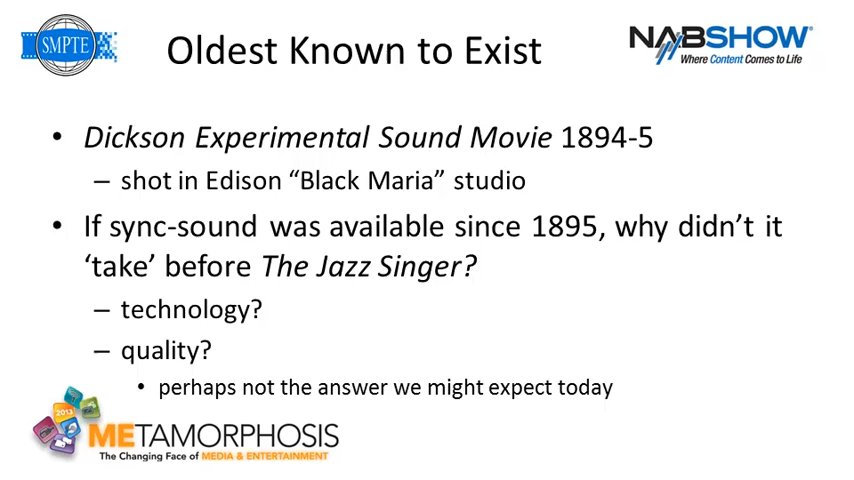 SMPTE
Oldest Known to Exist
NABSHOW®
Where Content Comes to Life
• Dickson Experimental Sound Movie 1894-5
– shot in Edison “Black Maria” studio
• If sync-sound was available since 1895, why didn’t it
‘take’ before The Jazz Singer?
– technology?
– quality?
• perhaps not the answer we might expect today
2013
METAMORPHOSIS
The Changing Face of MEDIA & ENTERTAINMENT